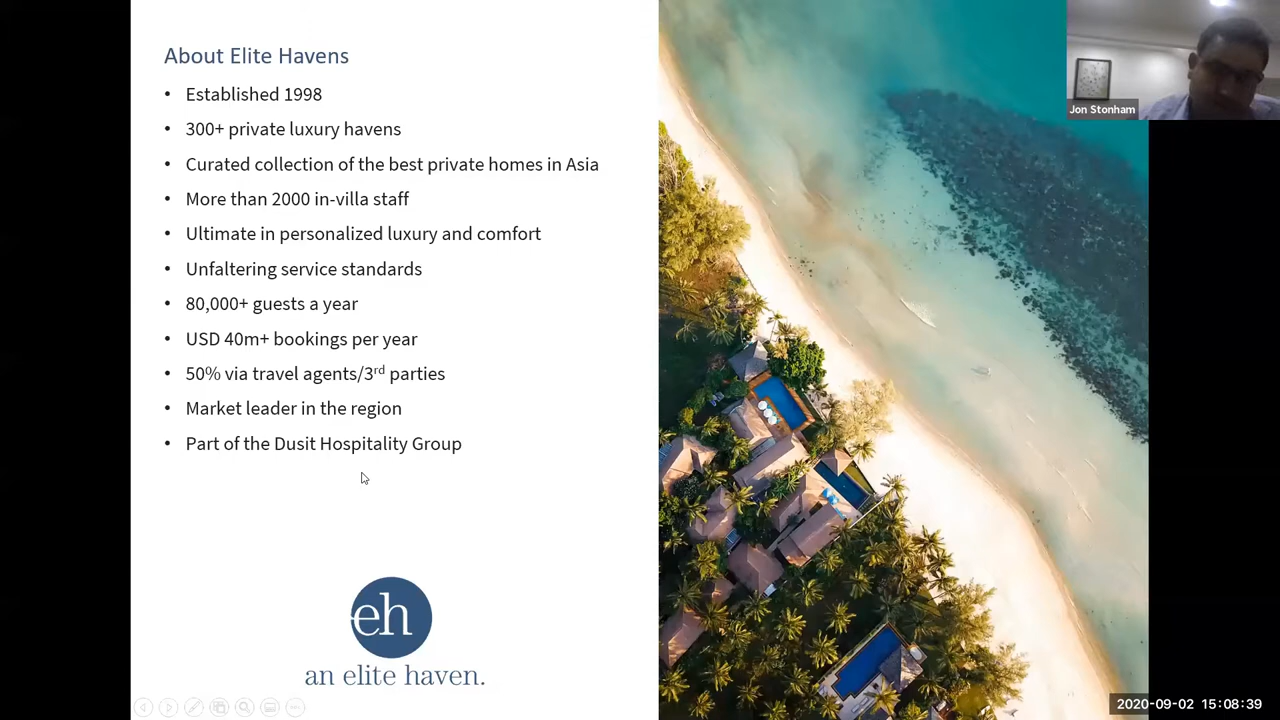 About Elite Havens
• Established 1998
• 300+ private luxury havens
• Curated collection of the best private homes in Asia
• More than 2000 in-villa staff
• Ultimate in personalized luxury and comfort
• Unfaltering service standards
• 80,000+ guests a year
• USD 40m+ bookings per year
• 50% via travel agents/3rd parties
• Market leader in the region
• Part of the Dusit Hospitality Group
eh
an elite haven.
Jon Stonham
2020-09-02 15:08:39